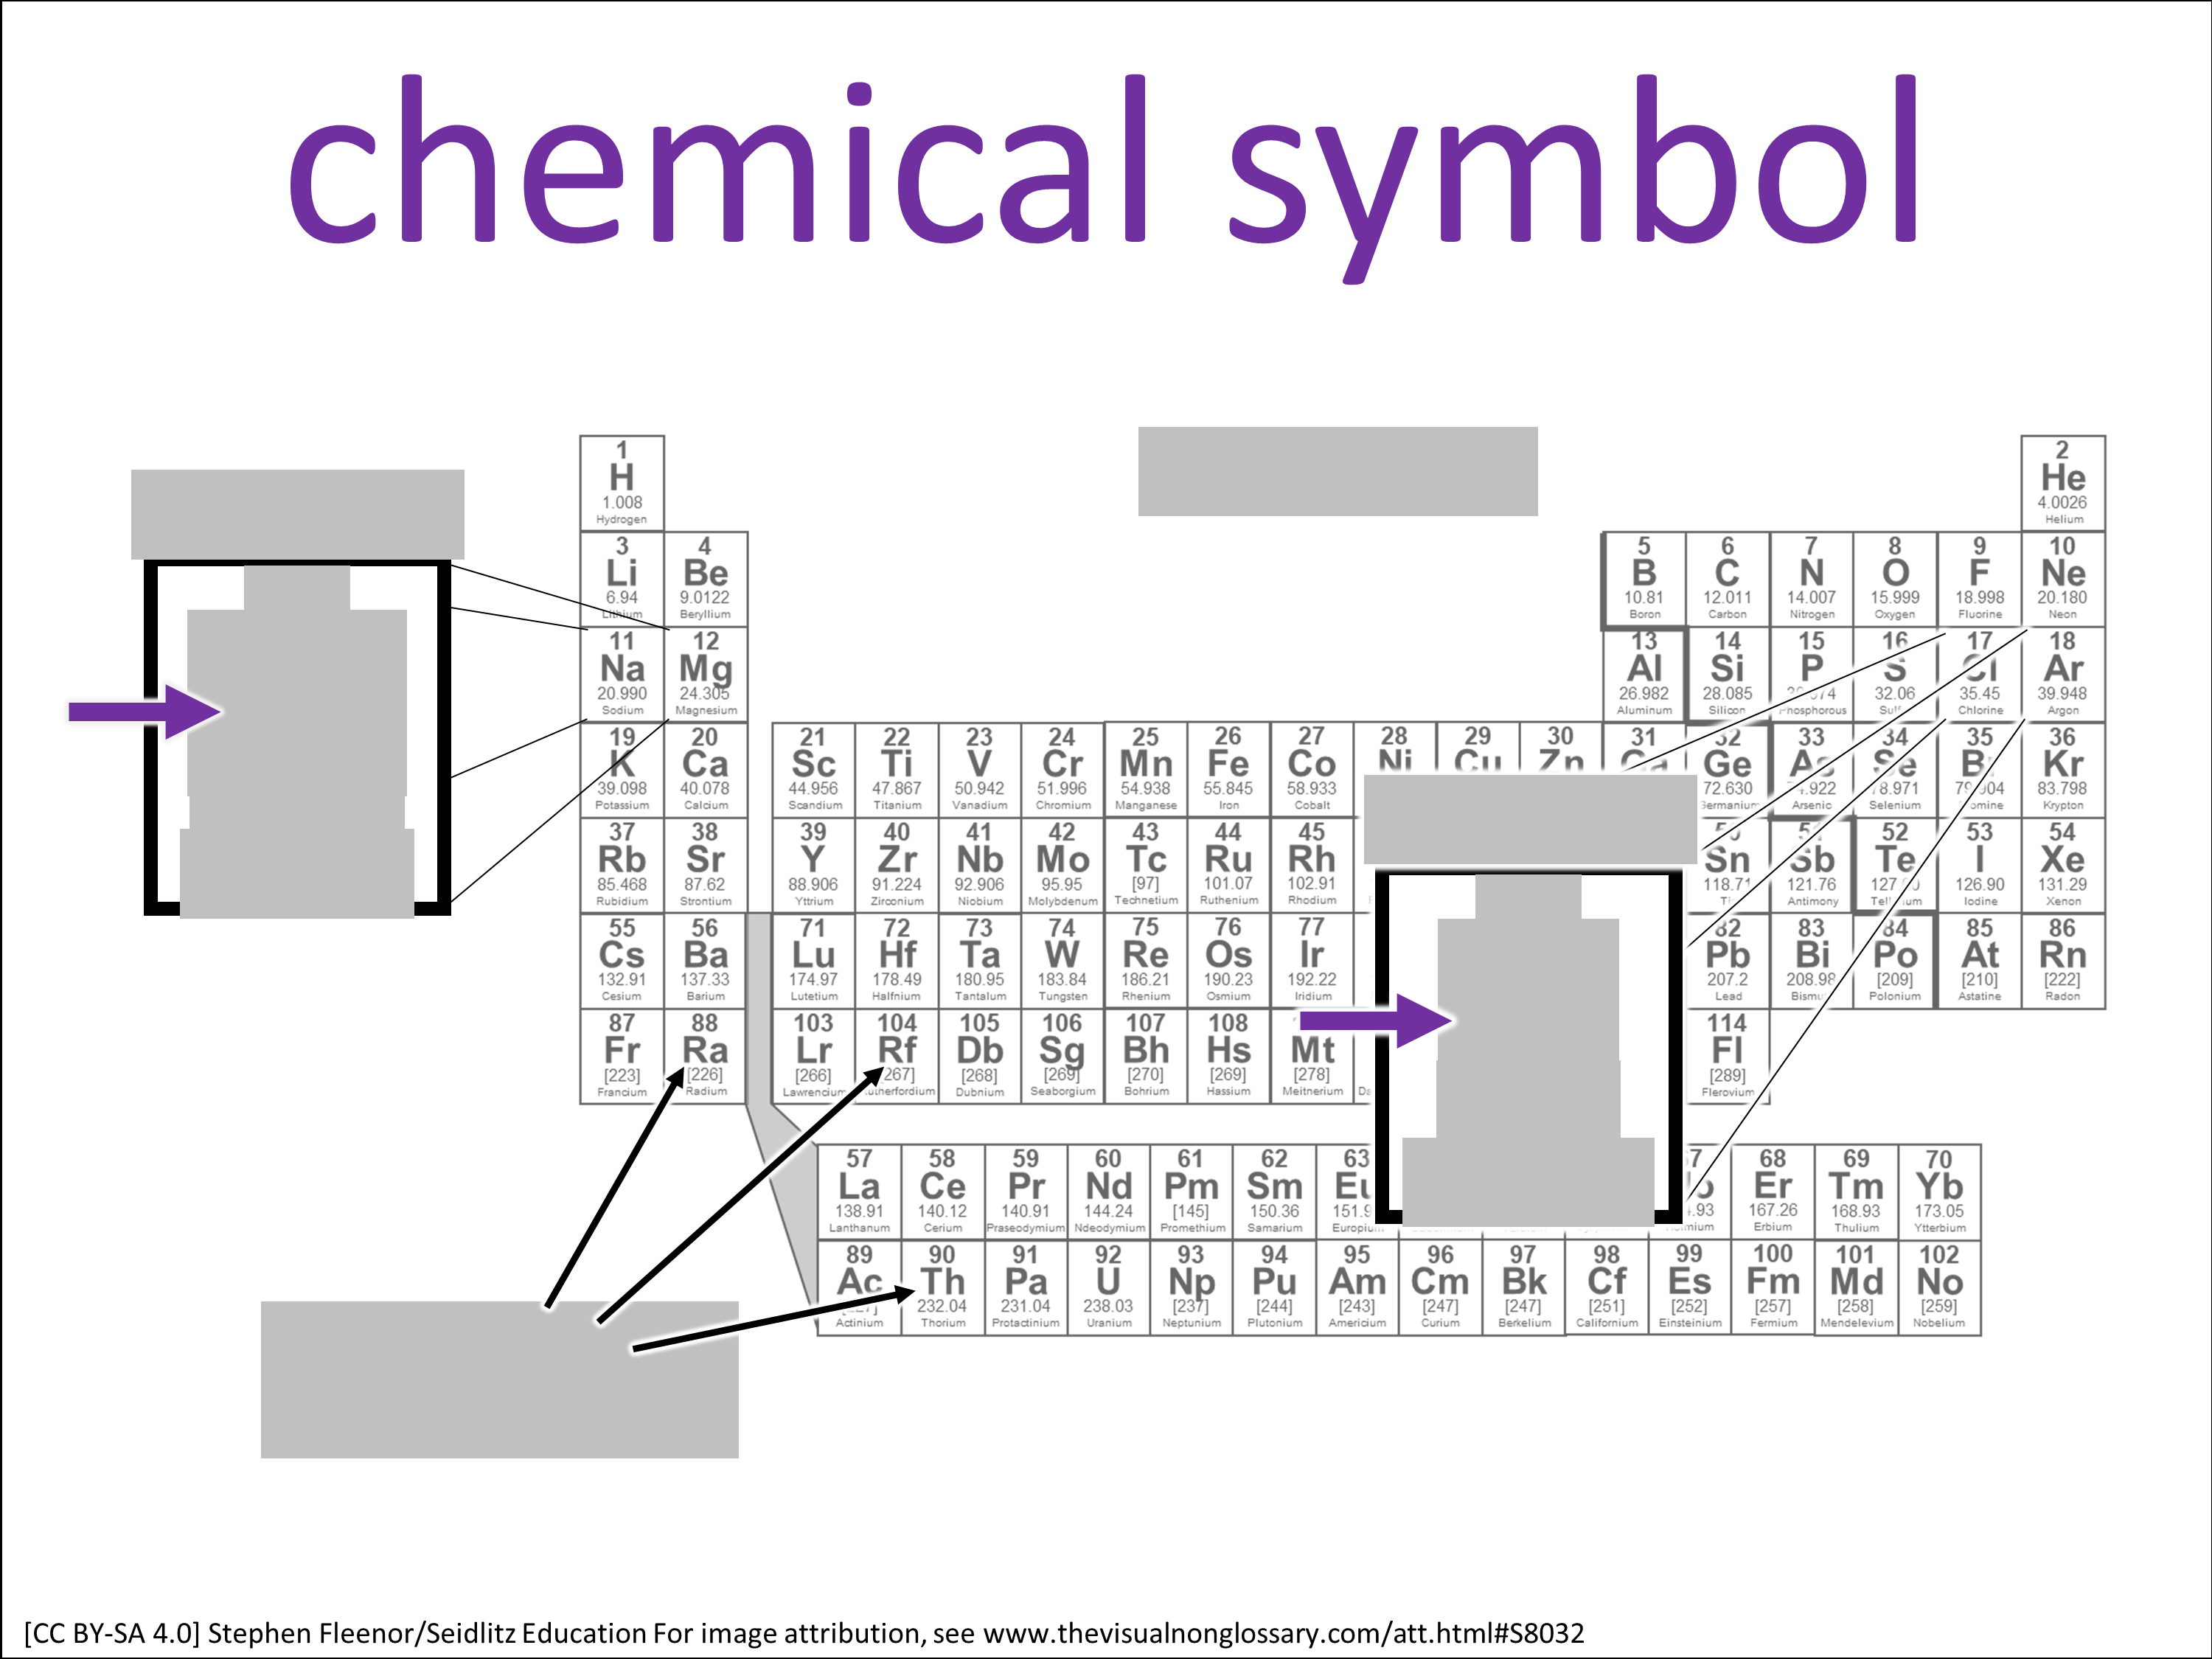 chemical symbol
1 2
H He
1.008 4.0026
Hydrogen Helium
3 4 5 6 7 8 9 10
Li Be B C N O F Ne
6.94 9.0122 10.81 12.011 14.007 15.999 18.998 20.180
Lithium Beryllium Boron Carbon Nitrogen Oxygen Fluorine Neon
11 12 13 14 15 16 17 18
Na Mg Al Si P S Cl Ar
20.990 24.305 26.982 28.085 32.06 35.45 39.948
Sodium Magnesium Aluminum Silicon Phosphorous Chlorine Argon
19 20 21 22 23 24 25 26 27 28 29 30 31 32 33 34 35 36
K Ca Sc Ti V Cr Mn Fe Co Ni Cu Zn Ga Ge As Se Kr
39.098 40.078 44.956 47.867 50.942 51.996 54.938 55.845 58.933 72.630 83.798
Potassium Calcium Scandium Titanium Vanadium Chromium Manganese Iron Cobalt Germanium Arsenic Selenium Krypton
37 38 39 40 41 42 43 44 45 52 53 54
Rb Sr Y Zr Nb Mo Tc Ru Rh Sn Sb Te I Xe
85.468 87.62 88.906 91.224 92.906 95.95 [97] 101.07 102.91 118.71 121.76 126.90 131.29
Rubidium Strontium Yttrium Zirconium Niobium Molybdenum Technetium Ruthenium Rhodium Antimony Iodine Xenon
55 56 71 72 73 74 75 76 77 82 83 84 85 86
Cs Ba Lu Hf Ta W Re Os Ir Pb Bi Po At Rn
132.91 137.33 174.97 178.49 180.95 183.84 186.21 190.23 192.22 207.2 208.98 [209] [210] [222]
Cesium Barium Lutetium Halfnium Tantalum Tungsten Rhenium Osmium Iridium Lead Polonium Astatine Radon
87 88 103 104 105 106 107 108 114
Fr Ra Lr Rf Db Sg Bh Hs Mt Fl
[223] [226] [266] [268] [269] [270] [269] [278] [289]
Francium Radium Lawrencium Dubnium Seaborgium Bohrium Hassium Meitnerium Flerovium
57 58 59 60 61 62 63 68 69 70
La Ce Pr Nd Pm Sm Er Tm Yb
138.91 140.12 140.91 144.24 [145] 150.36 167.26 168.93 173.05
Lanthanum Cerium Praseodymium Ndeodymium Promethium Samarium Erbium Thulium Ytterbium
89 90 91 92 93 94 95 96 97 98 99 100 101 102
Ac Th Pa U Np Pu Am Cm Bk Cf Es Fm Md No
232.04 231.04 238.03 [237] [244] [243] [247] [247] [251] [252] [257] [258] [259]
Actinium Thorium Protactinium Uranium Neptunium Plutonium Americium Curium Berkelium Californium Einsteinium Fermium Mendelevium Nobelium
[CC BY-SA 4.0] Stephen Fleenor/Seidlitz Education For image attribution, see www.thevisualnonglossary.com/att.html#S8032